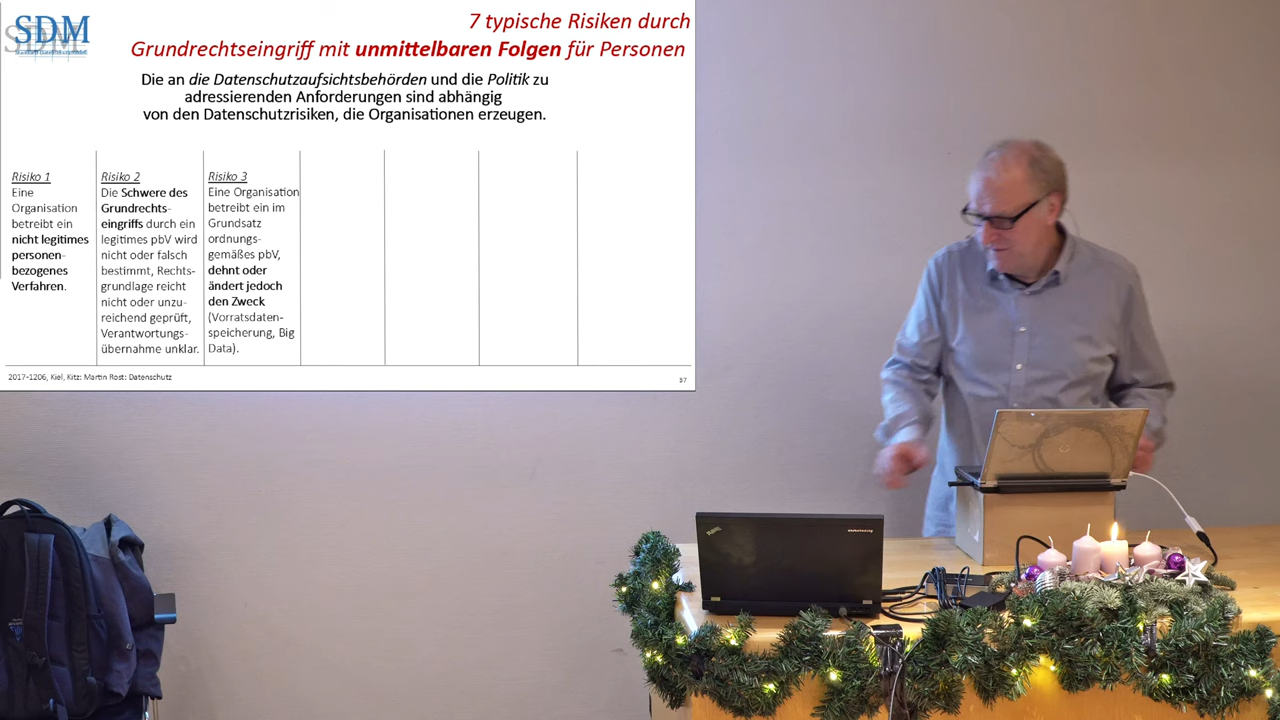 SDM
7 typische Risiken durch
Grundrechtseingriff mit unmittelbaren Folgen für Personen
Die an die Datenschutzaufsichtsbehörden und die Politik zu
adressierenden Anforderungen sind abhängig
von den Datenschutzrisiken, die Organisationen erzeugen.
Risiko 1
Eine
Organisation
betreibt ein
nicht legitimes
personen-
bezogenes
Verfahren.
Risiko 2
Die Schwere des
Grundrechts-
eingriffs durch ein
legitimes pbV wird
nicht oder falsch
bestimmt, Rechts-
grundlage reicht
nicht oder unzu-
reichend geprüft,
Verantwortungs-
übernahme unklar.
Risiko 3
Eine Organisation
betreibt ein im
Grundsatz
ordnungs-
gemäßes pbV,
dehnt oder
ändert jedoch
den Zweck
(Vorratsdaten-
speicherung, Big
Data).
2017-1206, Kiel, Kitz: Martin Rost: Datenschutz
37